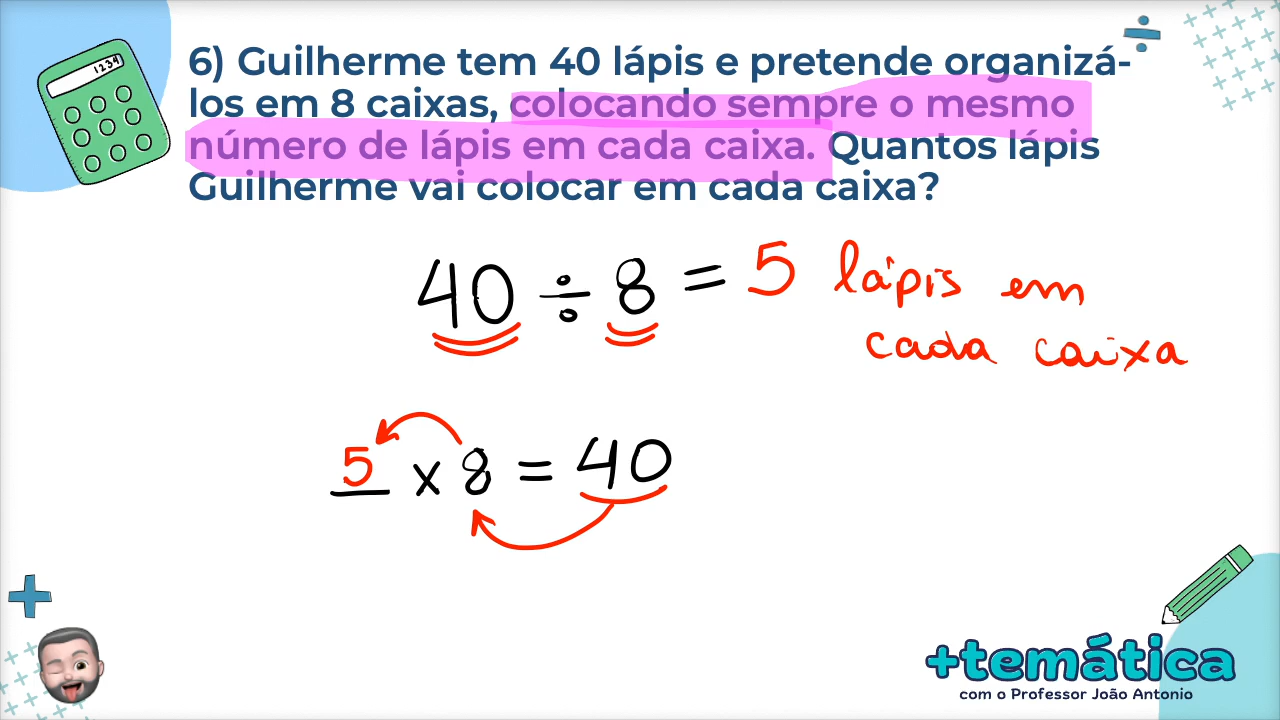 1234
6) Guilherme tem 40 lápis e pretende organizá-
los em 8 caixas, colocando sempre o mesmo
número de lápis em cada caixa. Quantos lápis
Guilherme vai colocar em cada caixa?
40 ÷ 8 = 5 lápis em
cada caixa
5 x 8 = 40
+temática
com o Professor João Antonio